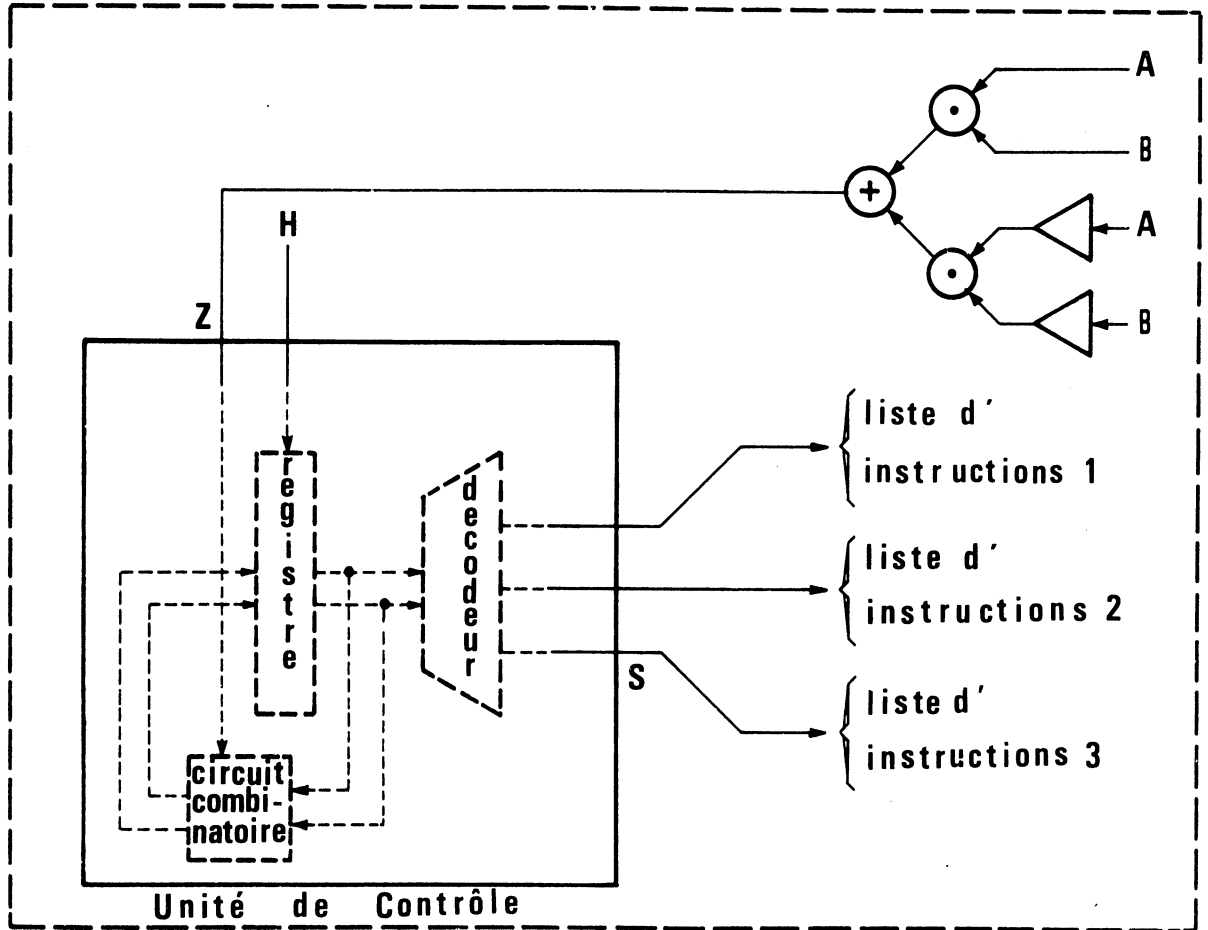 A
B
+
A
B
H
Z
registre
decodeur
circuit
combi-
natoire
S
liste d'
instructions 1
liste d'
instructions 2
liste d'
instructions 3
Unité de Contrôle